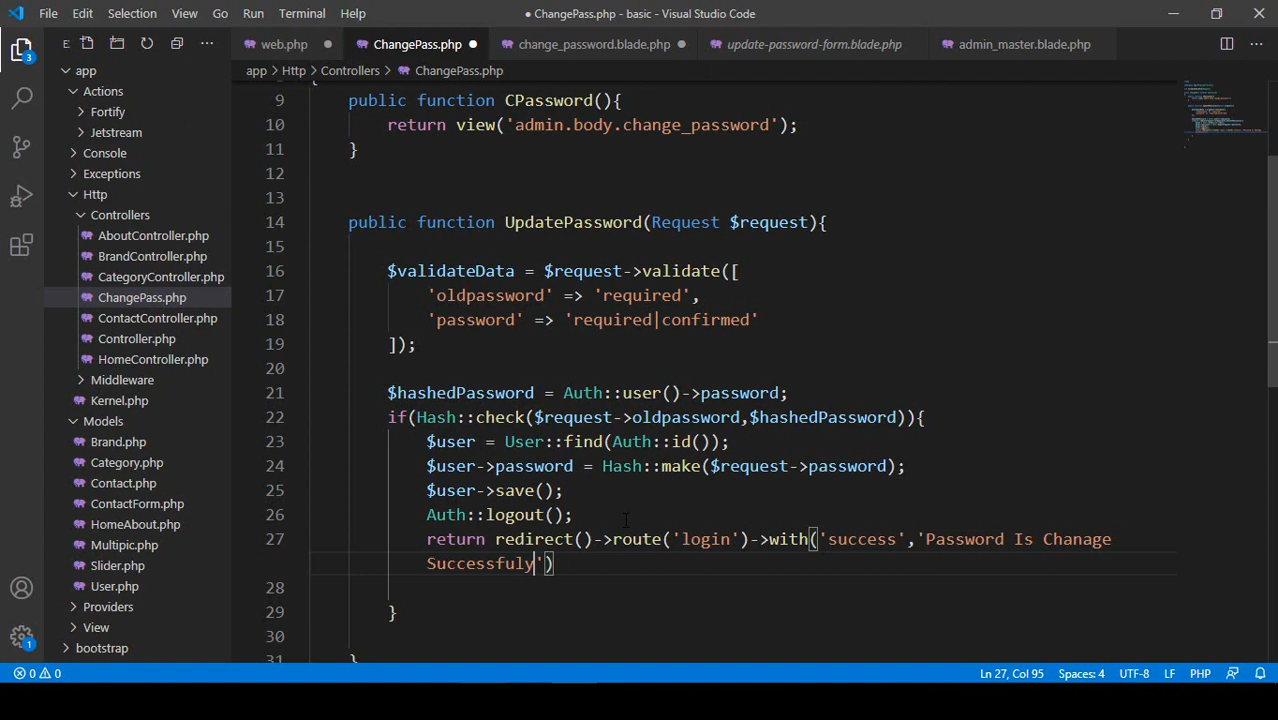 File Edit Selection View Go Run Terminal Help
● ChangePass.php - basic - Visual Studio Code
E
web.php ChangePass.php change_password.blade.php update-password-form.blade.php admin_master.blade.php
app > Http > Controllers > ChangePass.php
3
1
app
Actions
Fortify
Jetstream
Console
Exceptions
Http
Controllers
AboutController.php
BrandController.php
CategoryController.php
ChangePass.php
ContactController.php
Controller.php
HomeController.php
Middleware
Kernel.php
Models
Brand.php
Category.php
Contact.php
ContactForm.php
HomeAbout.php
Multipic.php
Slider.php
User.php
Providers
View
bootstrap
9 public function CPassword(){
10 return view('admin.body.change_password');
11 }
12
13
14 public function UpdatePassword(Request $request){
15
16 $validateData = $request->validate([
17 'oldpassword' => 'required',
18 'password' => 'required|confirmed'
19 ]);
20
21 $hashedPassword = Auth::user()->password;
22 if(Hash::check($request->oldpassword,$hashedPassword)){
23 $user = User::find(Auth::id());
24 $user->password = Hash::make($request->password);
25 $user->save();
26 Auth::logout();
27 return redirect()->route('login')->with('success','Password Is Chanage
Successfuly')
28
29 }
30
31 }
0 0 Ln 27, Col 95 Spaces: 4 UTF-8 LF PHP